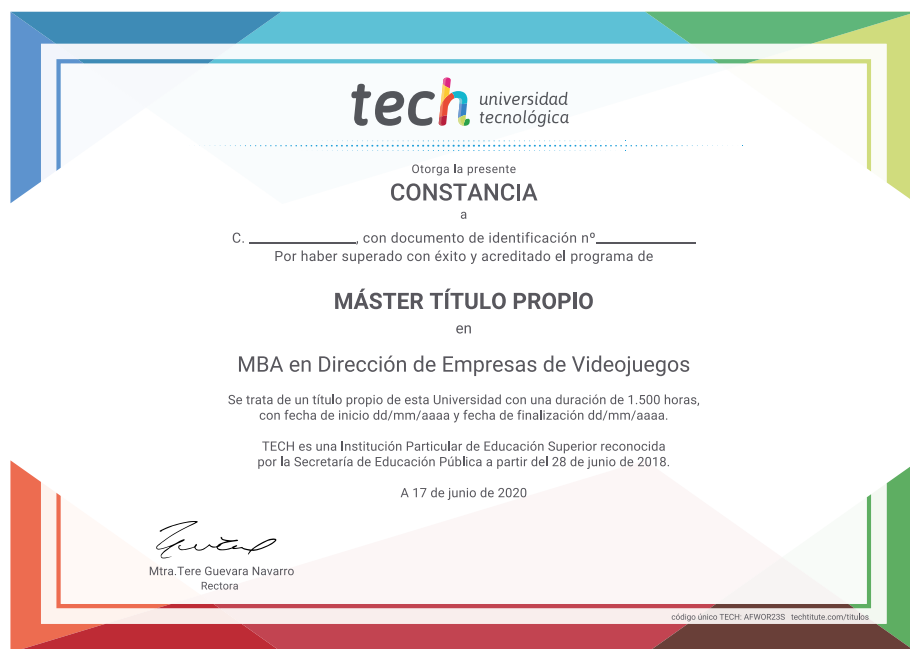 tech universidad
tecnológica
Otorga la presente
CONSTANCIA
a
C. ____________, con documento de identificación nº____________
Por haber superado con éxito y acreditado el programa de
MÁSTER TÍTULO PROPIO
en
MBA en Dirección de Empresas de Videojuegos
Se trata de un título propio de esta Universidad con una duración de 1.500 horas,
con fecha de inicio dd/mm/aaaa y fecha de finalización dd/mm/aaaa.
TECH es una Institución Particular de Educación Superior reconocida
por la Secretaría de Educación Pública a partir del 28 de junio de 2018.
A 17 de junio de 2020
Mtra.Tere Guevara Navarro
Rectora
código único TECH: AFWOR23S techtitute.com/titulos